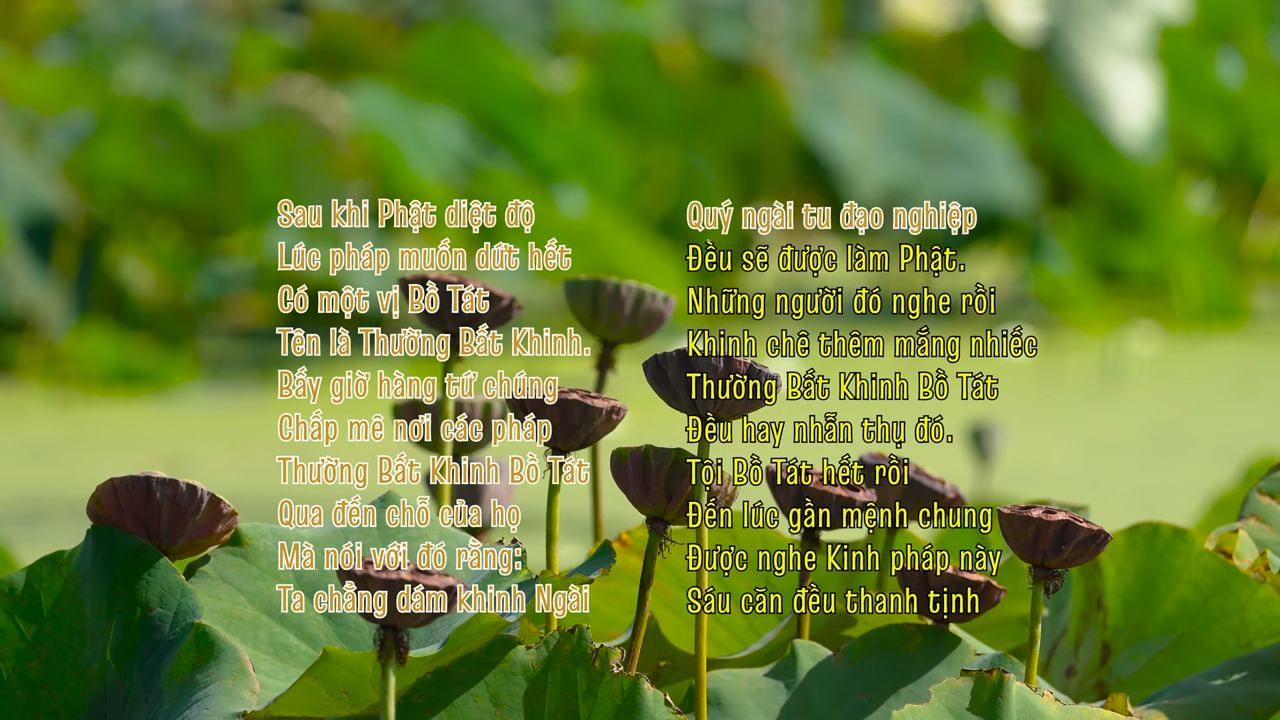 Sau khi Phật diệt độ
Lúc pháp muốn dứt hết
Có một vị Bồ Tát
Tên là Thường Bất Khinh.
Bấy giờ hàng tứ chúng
Chấp mê nơi các pháp
Thường Bất Khinh Bồ Tát
Qua đến chỗ của họ
Mà nói với đó rằng:
Ta chẳng dám khinh Ngài
Quý ngài tu đạo nghiệp
Đều sẽ được làm Phật.
Những người đó nghe rồi
Khinh chê thêm mắng nhiếc
Thường Bất Khinh Bồ Tát
Đều hay nhẫn thụ đó.
Tội Bồ Tát hết rồi
Đến lúc gần mệnh chung
Được nghe Kinh pháp này
Sáu căn đều thanh tịnh